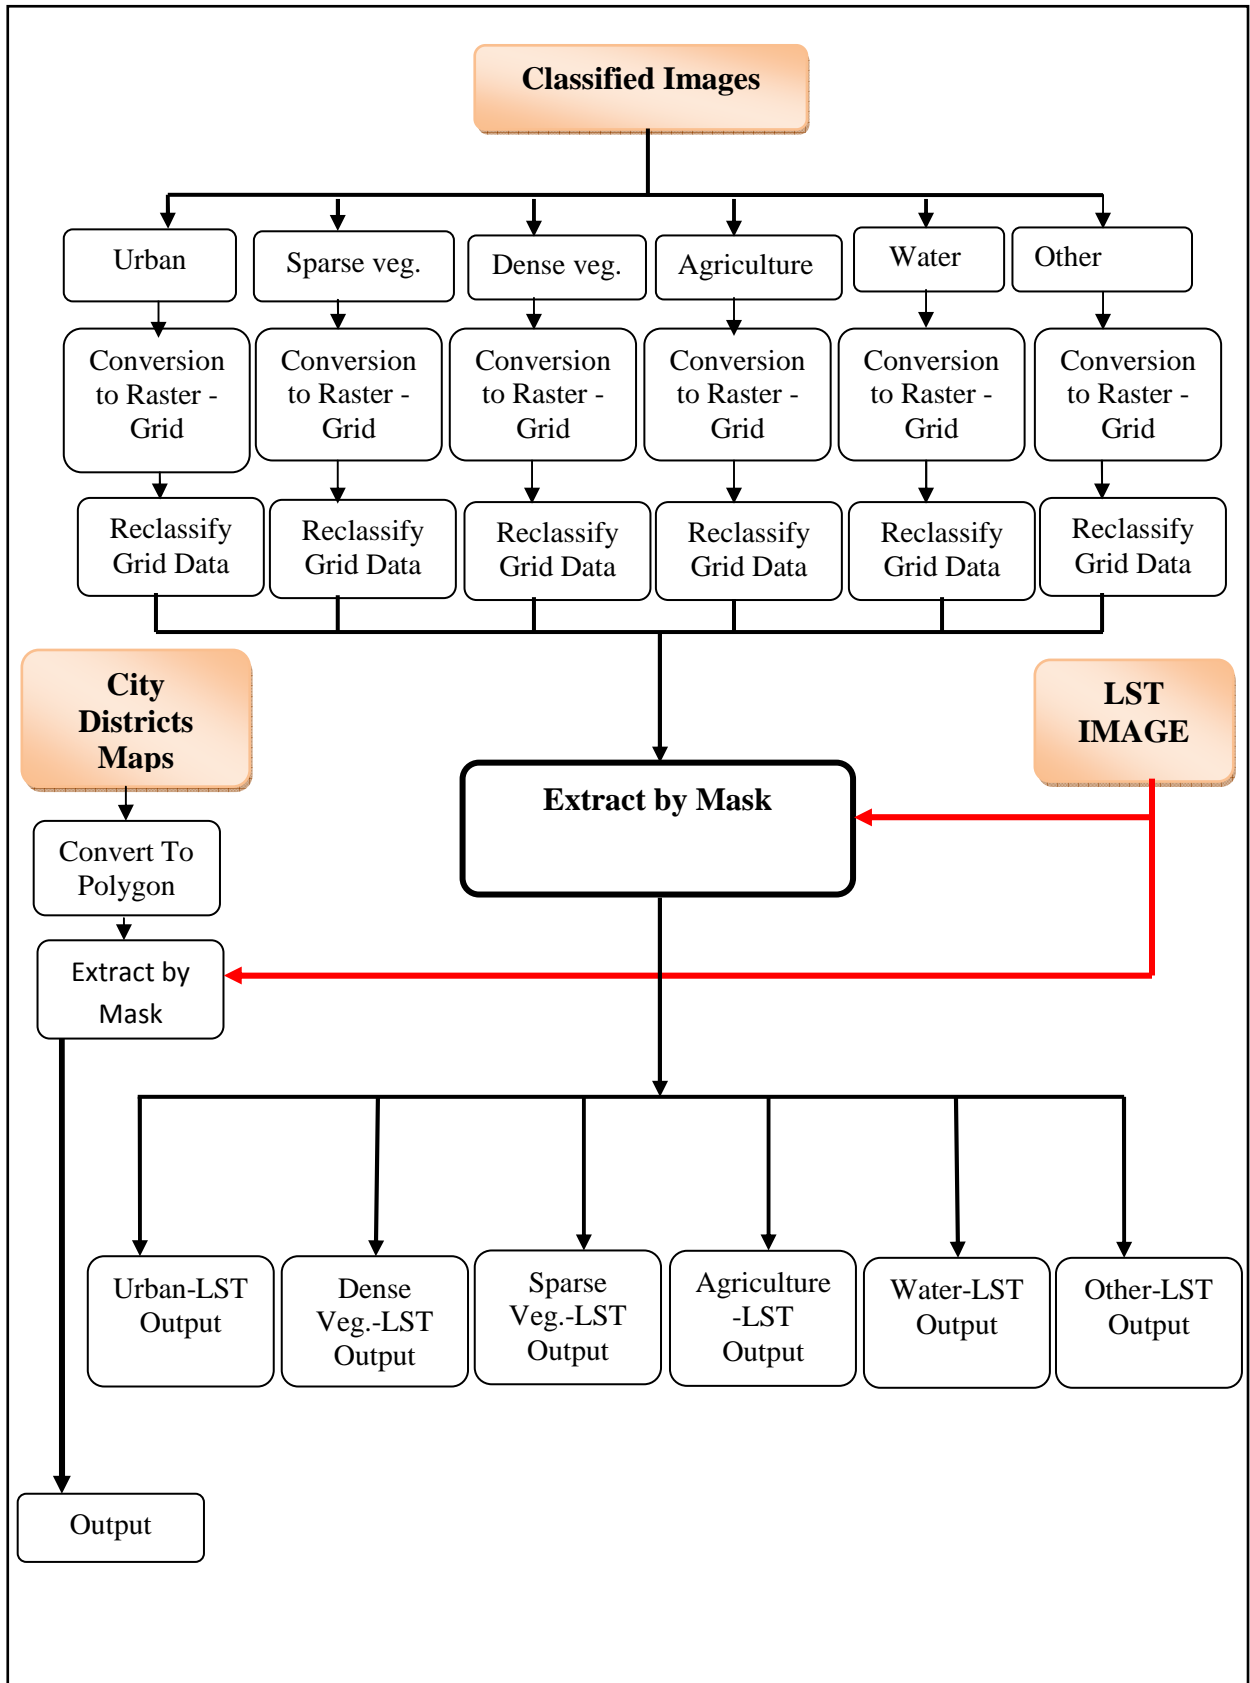 Classified Images
Urban
Sparse veg.
Dense veg.
Agriculture
Water
Other
Conversion
to Raster -
Grid
Conversion
to Raster -
Grid
Conversion
to Raster -
Grid
Conversion
to Raster -
Grid
Conversion
to Raster -
Grid
Conversion
to Raster -
Grid
Reclassify
Grid Data
Reclassify
Grid Data
Reclassify
Grid Data
Reclassify
Grid Data
Reclassify
Grid Data
Reclassify
Grid Data
City
Districts
Maps
LST
IMAGE
Extract by Mask
Convert To
Polygon
Extract by
Mask
Urban-LST
Output
Dense
Veg.-LST
Output
Sparse
Veg.-LST
Output
Agriculture
-LST
Output
Water-LST
Output
Other-LST
Output
Output